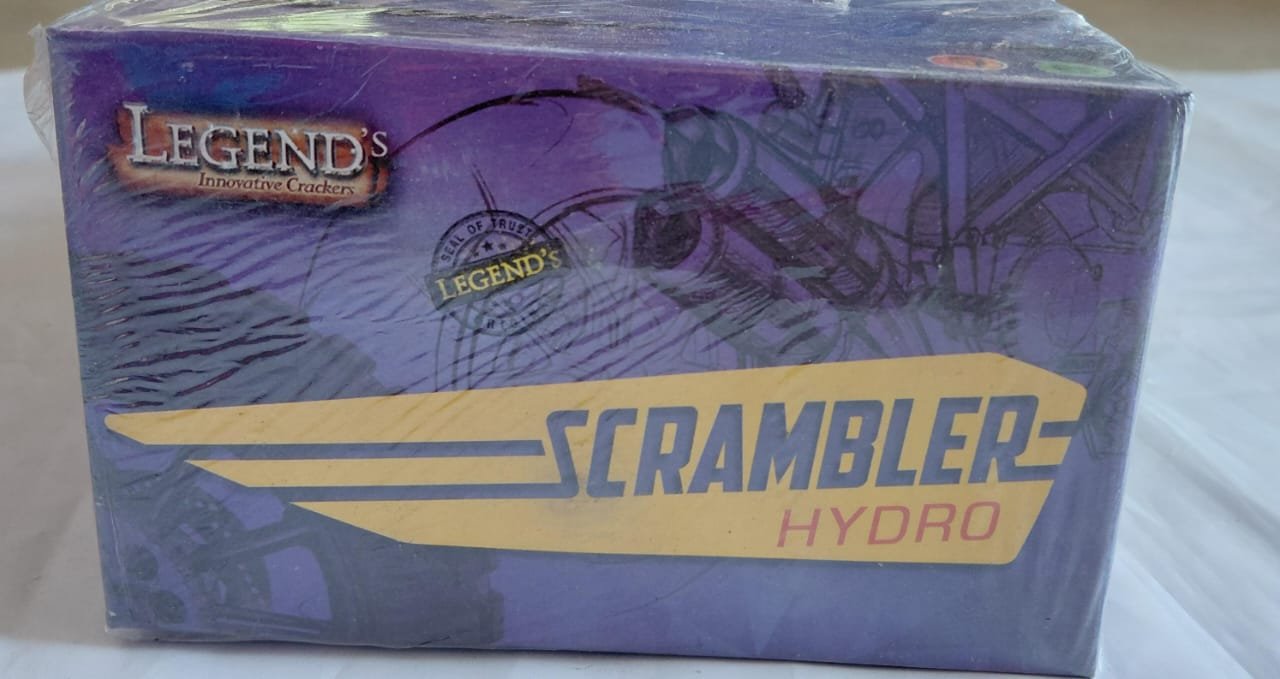 LEGEND'S
Innovative Crackers
SEAL OF TRUST
LEGEND'S
SCRAMBLER
HYDRO